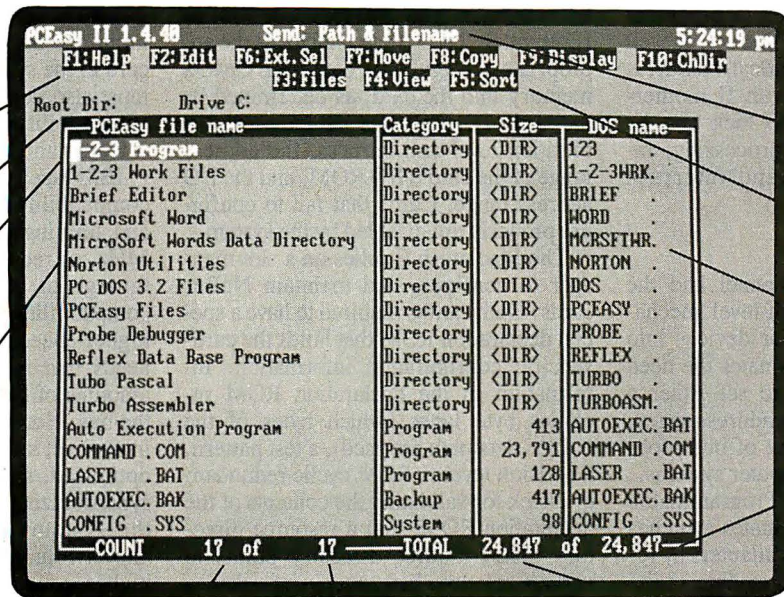 PCEasy II 1.4.40 Send: Path & Filename 5:24:19 pm
F1:Help F2:Edit F6:Ext.Sel F7:Move F8:Copy F9:Display F10:ChDir
F3:Files F4:View F5:Sort
Root Dir: Drive C:
PCEasy file name Category Size DOS name
-2-3 Program Directory <DIR> 123 .
1-2-3 Work Files Directory <DIR> 1-2-3WRK.
Brief Editor Directory <DIR> BRIEF .
Microsoft Word Directory <DIR> WORD .
MicroSoft Words Data Directory Directory <DIR> MCRSFTWR.
Norton Utilities Directory <DIR> NORTON .
PC DOS 3.2 Files Directory <DIR> DOS .
PCEasy Files Directory <DIR> PCEASY .
Probe Debugger Directory <DIR> PROBE .
Reflex Data Base Program Directory <DIR> REFLEX .
Tubo Pascal Directory <DIR> TURBO .
Turbo Assembler Directory <DIR> TURBOASM.
Auto Execution Program Program 413 AUTOEXEC.BAT
COMMAND .COM Program 23,791 COMMAND .COM
LASER .BAT Program 128 LASER .BAT
AUTOEXEC.BAK Backup 417 AUTOEXEC.BAK
CONFIG .SYS System 98 CONFIG .SYS
COUNT 17 of 17 TOTAL 24,847 of 24,847